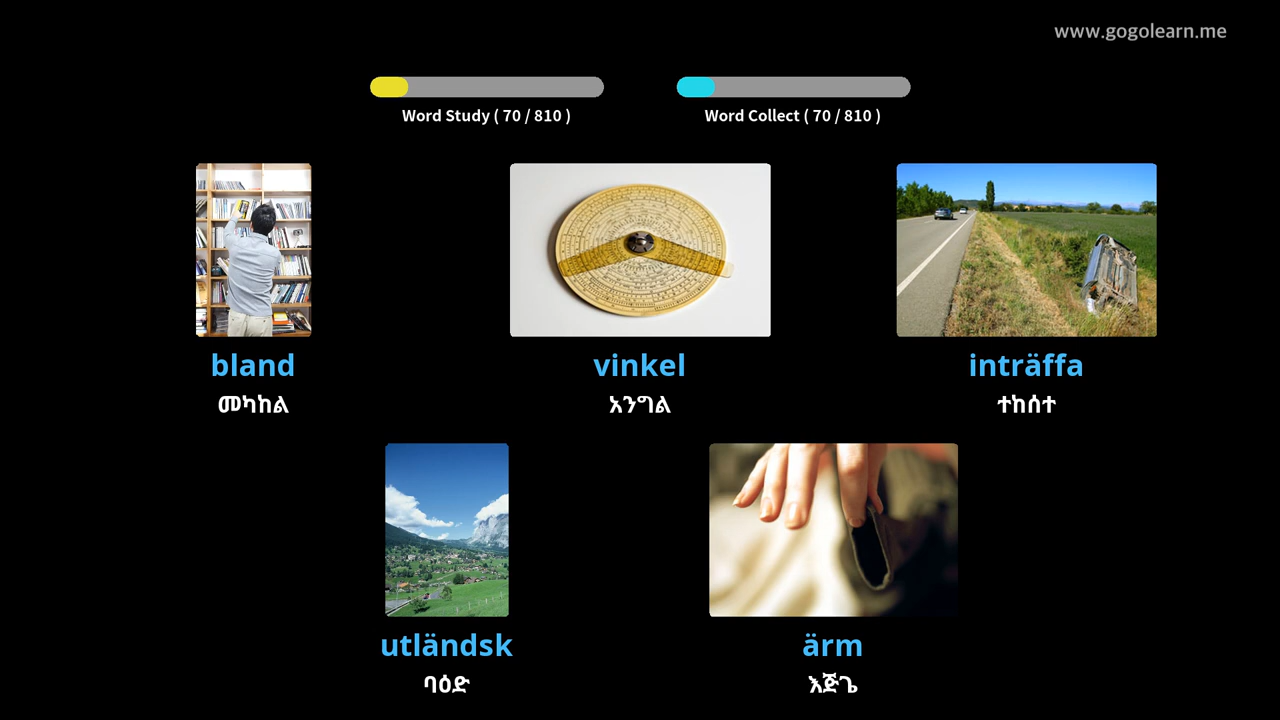 www.gogolearn.me
Word Study ( 70 / 810 )
Word Collect ( 70 / 810 )
bland
መካከል
vinkel
አንግል
inträffa
ተከሰተ
utländsk
ባዕድ
ärm
እጅጌ